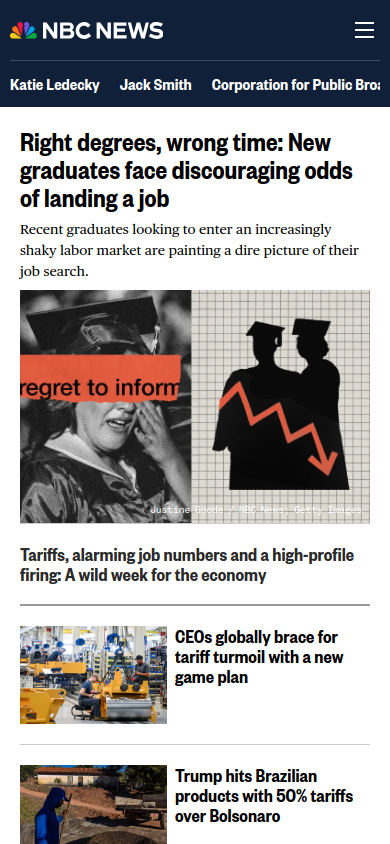 NBC NEWS
Katie Ledecky Jack Smith Corporation for Public Broa
Right degrees, wrong time: New
graduates face discouraging odds
of landing a job
Recent graduates looking to enter an increasingly
shaky labor market are painting a dire picture of their
job search.
regret to inform
Justine Goode / NBC News; Getty Images
Tariffs, alarming job numbers and a high-profile
firing: A wild week for the economy
CEOs globally brace for
tariff turmoil with a new
game plan
Trump hits Brazilian
products with 50% tariffs
over Bolsonaro